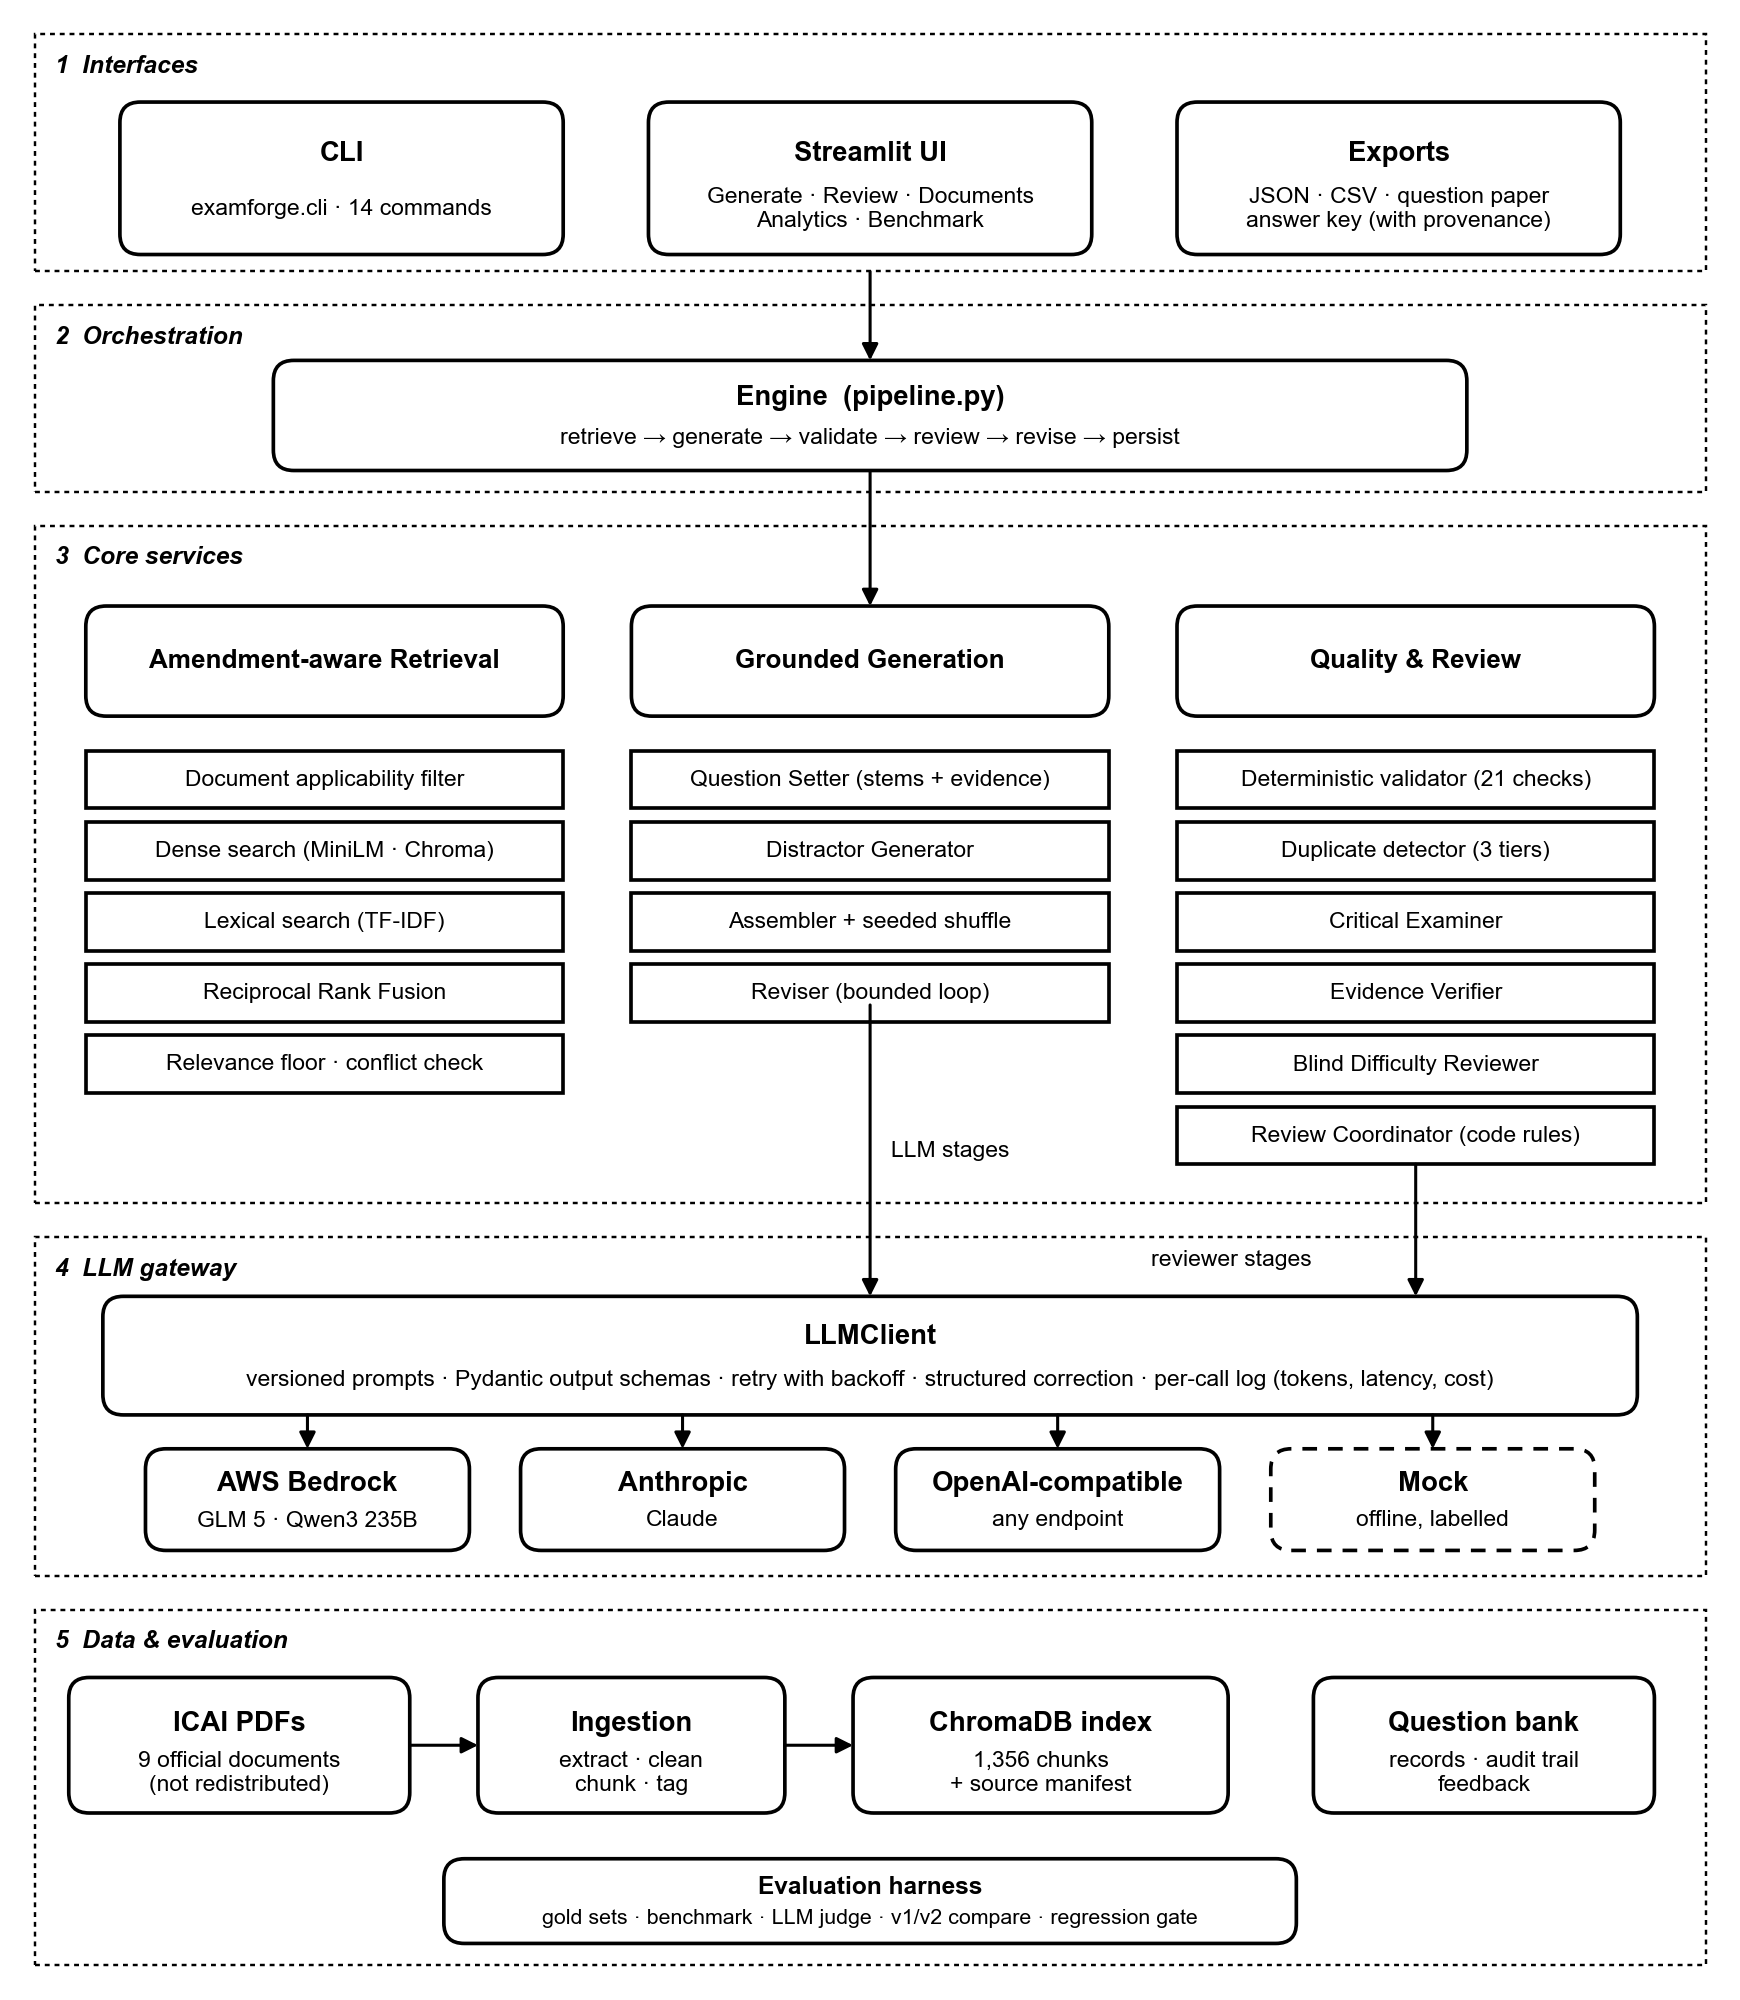 1 Interfaces
CLI
examforge.cli · 14 commands
Streamlit UI
Generate · Review · Documents
Analytics · Benchmark
Exports
JSON · CSV · question paper
answer key (with provenance)
2 Orchestration
Engine (pipeline.py)
retrieve → generate → validate → review → revise → persist
3 Core services
Amendment-aware Retrieval
Document applicability filter
Dense search (MiniLM · Chroma)
Lexical search (TF-IDF)
Reciprocal Rank Fusion
Relevance floor · conflict check
Grounded Generation
Question Setter (stems + evidence)
Distractor Generator
Assembler + seeded shuffle
Reviser (bounded loop)
LLM stages
Quality & Review
Deterministic validator (21 checks)
Duplicate detector (3 tiers)
Critical Examiner
Evidence Verifier
Blind Difficulty Reviewer
Review Coordinator (code rules)
reviewer stages
4 LLM gateway
LLMClient
versioned prompts · Pydantic output schemas · retry with backoff · structured correction · per-call log (tokens, latency, cost)
AWS Bedrock
GLM 5 · Qwen3 235B
Anthropic
Claude
OpenAI-compatible
any endpoint
Mock
offline, labelled
5 Data & evaluation
ICAI PDFs
9 official documents
(not redistributed)
Ingestion
extract · clean
chunk · tag
ChromaDB index
1,356 chunks
+ source manifest
Question bank
records · audit trail
feedback
Evaluation harness
gold sets · benchmark · LLM judge · v1/v2 compare · regression gate